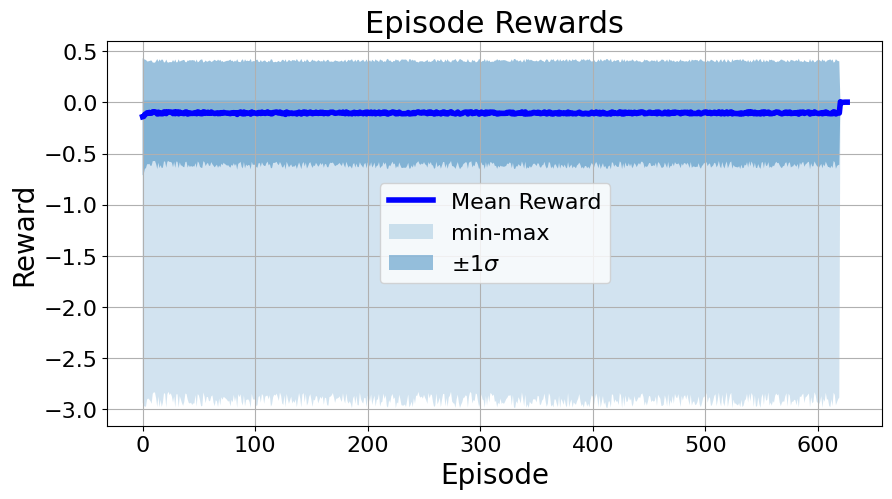 Episode Rewards
Reward
0.5
0.0
−0.5
−1.0
−1.5
−2.0
−2.5
−3.0
Mean Reward
min-max
±1σ
0 100 200 300 400 500 600
Episode